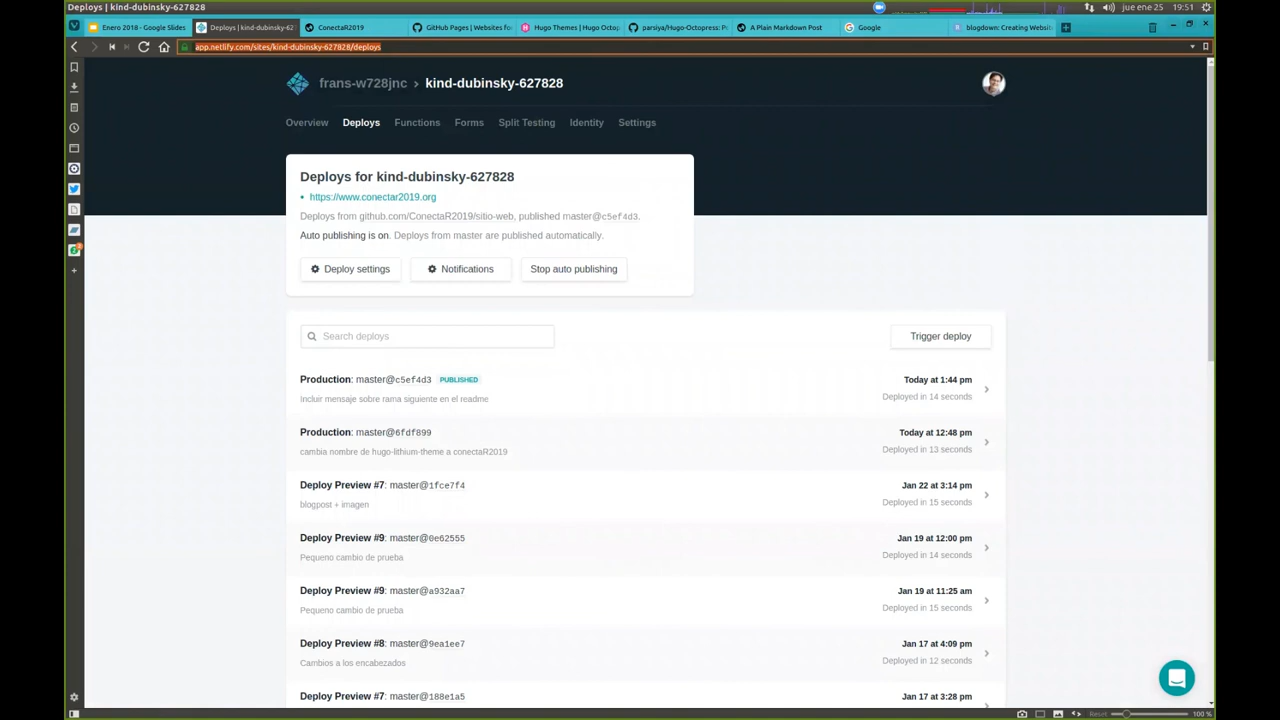 Deploys | kind-dubinsky-627828
jue ene 25 19:51
Enero 2018 - Google Slides
Deploys | kind-dubinsky-62
ConectaR2019
GitHub Pages | Websites fo
Hugo Themes | Hugo Octop
parsiya/Hugo-Octopress: P
A Plain Markdown Post
Google
blogdown: Creating Websit
app.netlify.com/sites/kind-dubinsky-627828/deploys
frans-w728jnc > kind-dubinsky-627828
Overview Deploys Functions Forms Split Testing Identity Settings
Deploys for kind-dubinsky-627828
• https://www.conectar2019.org
Deploys from github.com/ConectaR2019/sitio-web, published master@c5ef4d3.
Auto publishing is on. Deploys from master are published automatically.
Deploy settings Notifications Stop auto publishing
Search deploys
Trigger deploy
Production: master@c5ef4d3 PUBLISHED
Today at 1:44 pm
Incluir mensaje sobre rama siguiente en el readme
Deployed in 14 seconds
Production: master@6fdf899
Today at 12:48 pm
cambia nombre de hugo-lithium-theme a conectaR2019
Deployed in 13 seconds
Deploy Preview #7: master@1fce7f4
Jan 22 at 3:14 pm
blogpost + imagen
Deployed in 15 seconds
Deploy Preview #9: master@0e62555
Jan 19 at 12:00 pm
Pequeno cambio de prueba
Deployed in 14 seconds
Deploy Preview #9: master@a932aa7
Jan 19 at 11:25 am
Pequeno cambio de prueba
Deployed in 15 seconds
Deploy Preview #8: master@9ea1ee7
Jan 17 at 4:09 pm
Cambios a los encabezados
Deployed in 12 seconds
Deploy Preview #7: master@188e1a5
Jan 17 at 3:28 pm
Reset
100 %